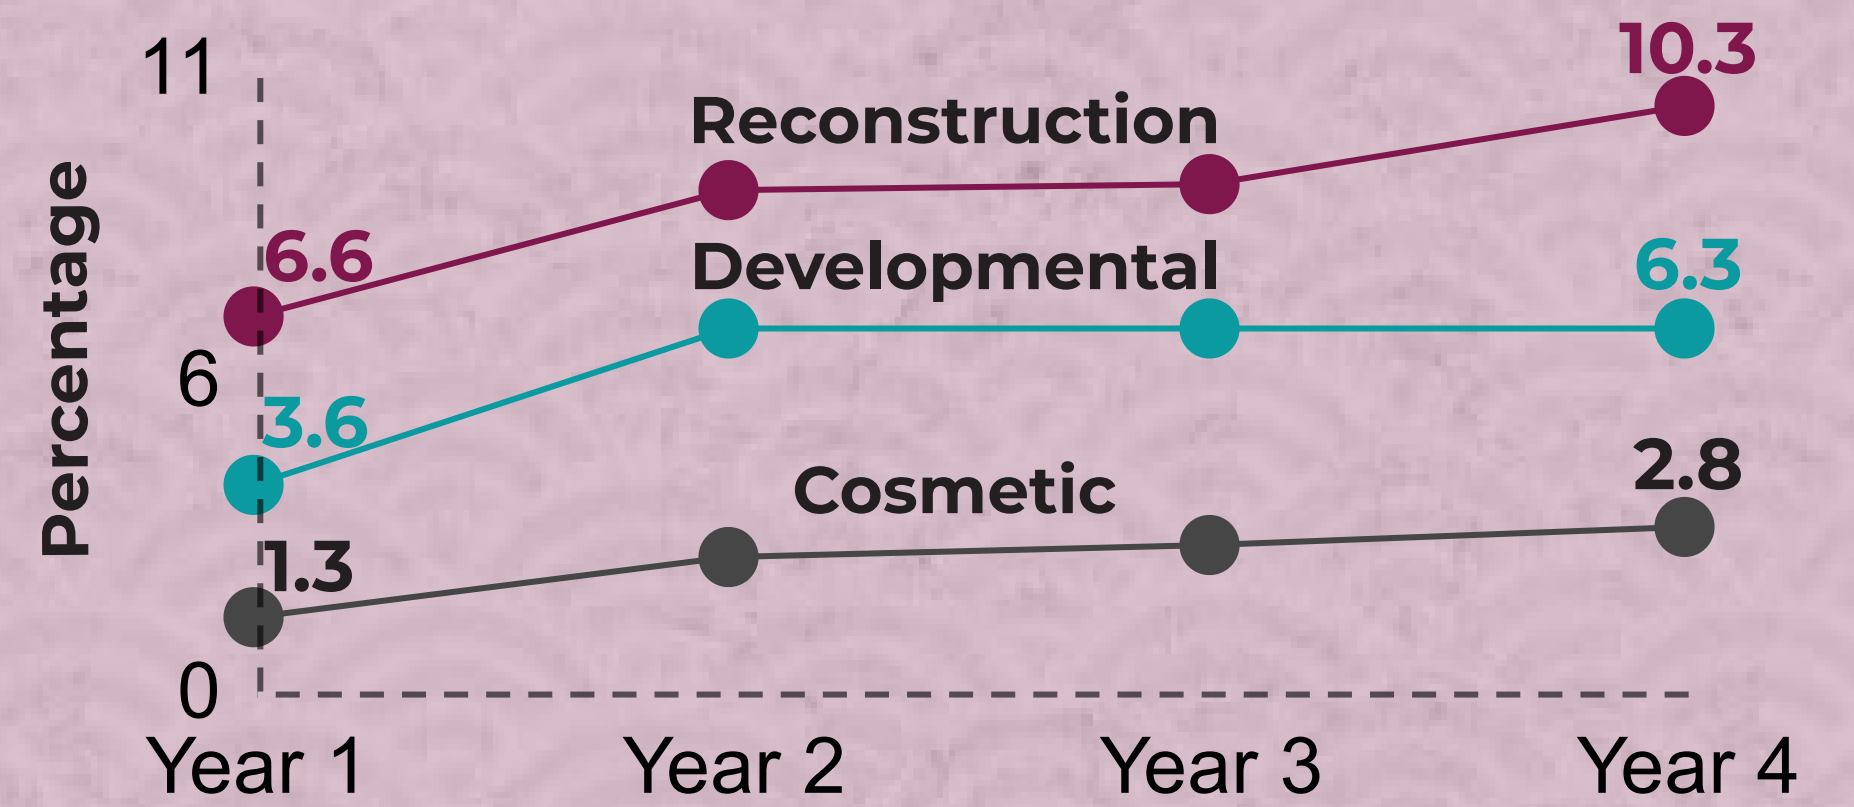 11
10.3
Reconstruction
Percentage
6.6
Developmental
6.3
6
3.6
Cosmetic
2.8
1.3
0
Year 1
Year 2
Year 3
Year 4